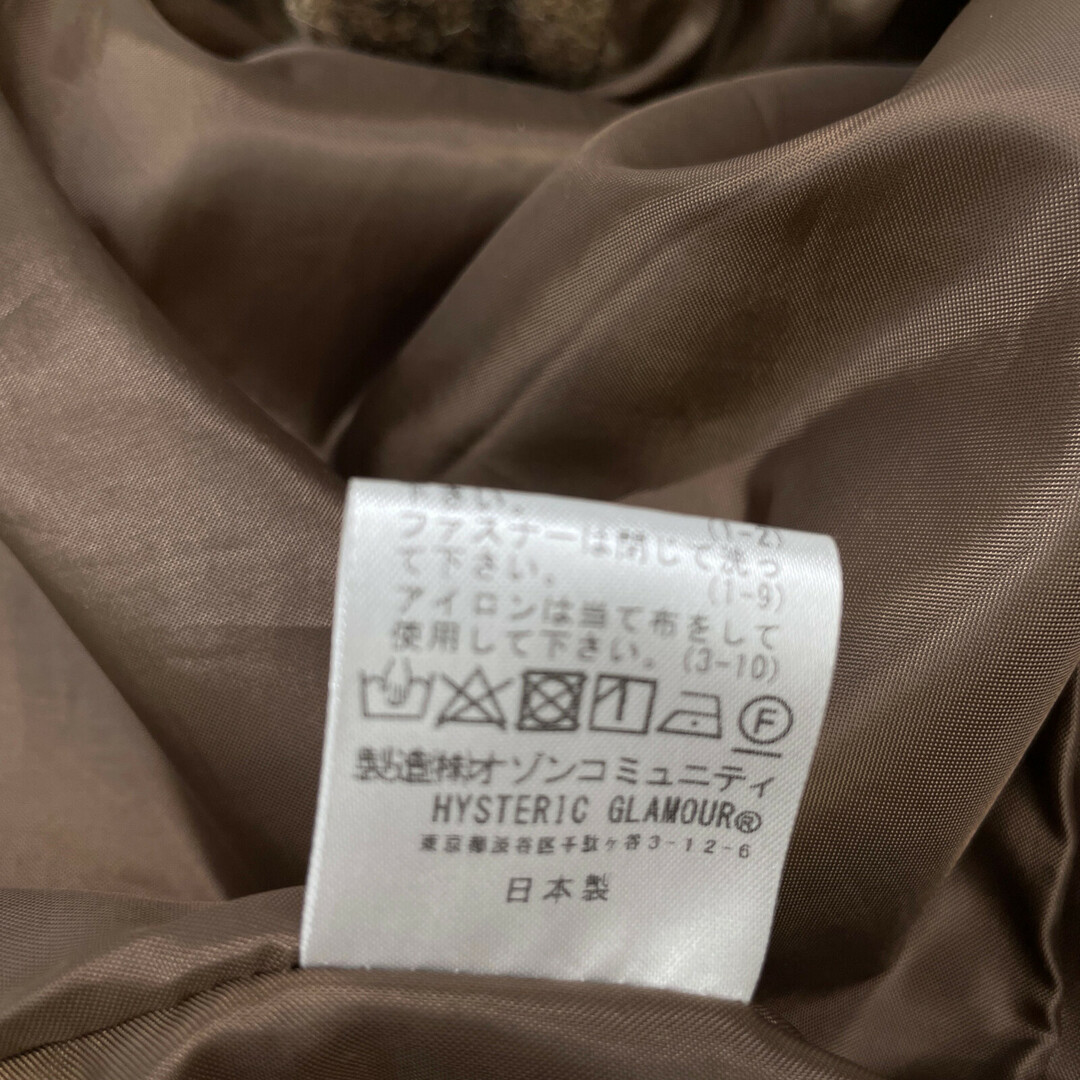 下さい。 (1-2)
ファスナーは閉じて洗っ
て下さい。 (1-9)
アイロンは当て布をして
使用して下さい。(3-10)
F
製造㈱オゾンコミュニティ
HYSTERIC GLAMOUR®
東京都渋谷区千駄ヶ谷3-12-6
日本製